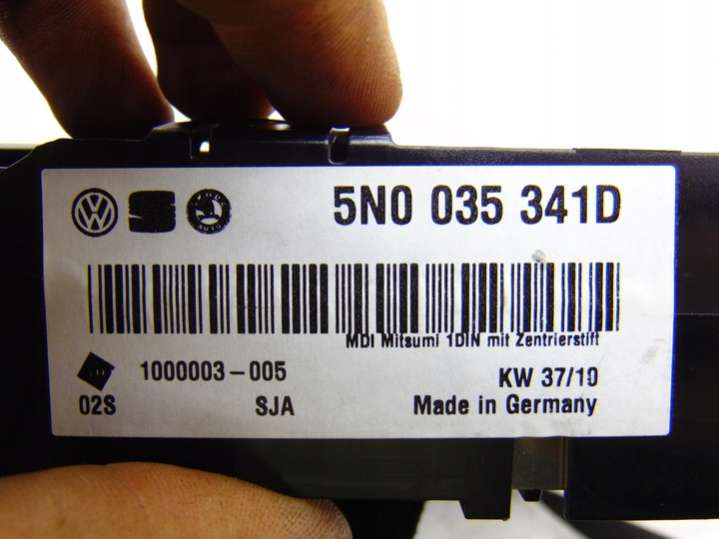 5N0 035 341D
MDI Mitsumi 1DIN mit Zentrierstift
1000003-005
KW 37/10
02S
SJA
Made in Germany